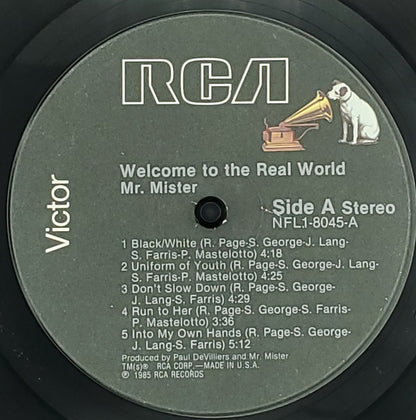 RCA
Victor
Welcome to the Real World
Mr. Mister
Side A Stereo
NFL1-8045-A
1 Black/White (R. Page-S. George-J. Lang-
S. Farris-P. Mastelotto) 4:18
2 Uniform of Youth (R. Page-S. George-J. Lang-
S. Farris-P. Mastelotto) 4:25
3 Don't Slow Down (R. Page-S. George-
J. Lang-S. Farris) 4:29
4 Run to Her (R. Page-S. George-S. Farris-
P. Mastelotto) 3:36
5 Into My Own Hands (R. Page-S. George-
J. Lang-S. Farris) 5:12
Produced by Paul DeVilliers and Mr. Mister
TM(s)® RCA CORP.—MADE IN U.S.A.
℗ 1985 RCA RECORDS